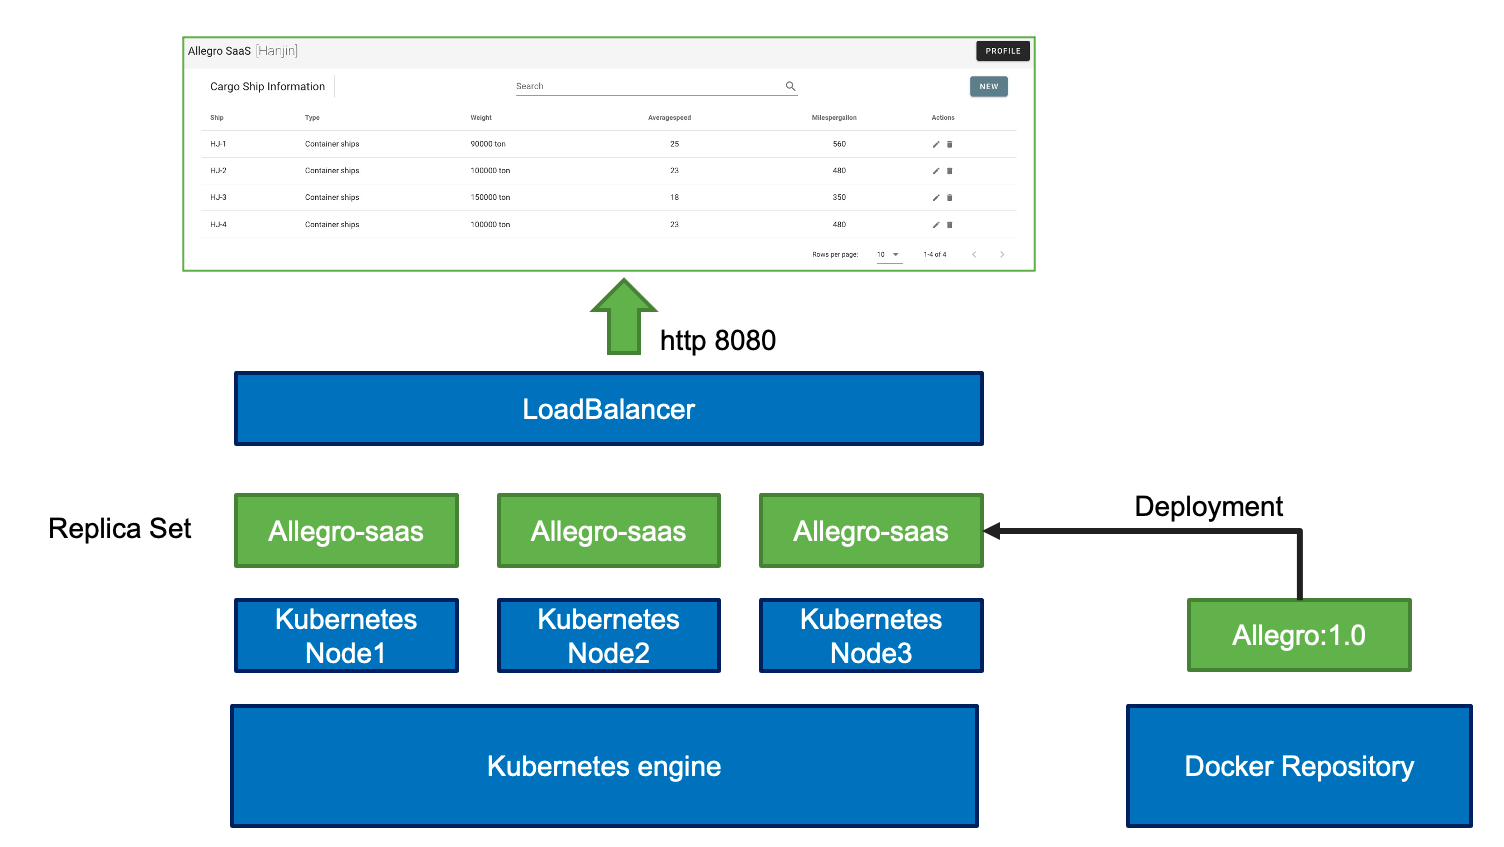 Allegro SaaS [Hanjin] PROFILE
Cargo Ship Information Search NEW
Ship Type Weight Averagespeed Milespergallon Actions
HJ-1 Container ships 90000 ton 25 560
HJ-2 Container ships 100000 ton 23 480
HJ-3 Container ships 150000 ton 18 350
HJ-4 Container ships 100000 ton 23 480
Rows per page: 10 1-4 of 4
http 8080
LoadBalancer
Deployment
Replica Set Allegro-saas Allegro-saas Allegro-saas
Kubernetes
Node1
Kubernetes
Node2
Kubernetes
Node3
Allegro:1.0
Kubernetes engine
Docker Repository